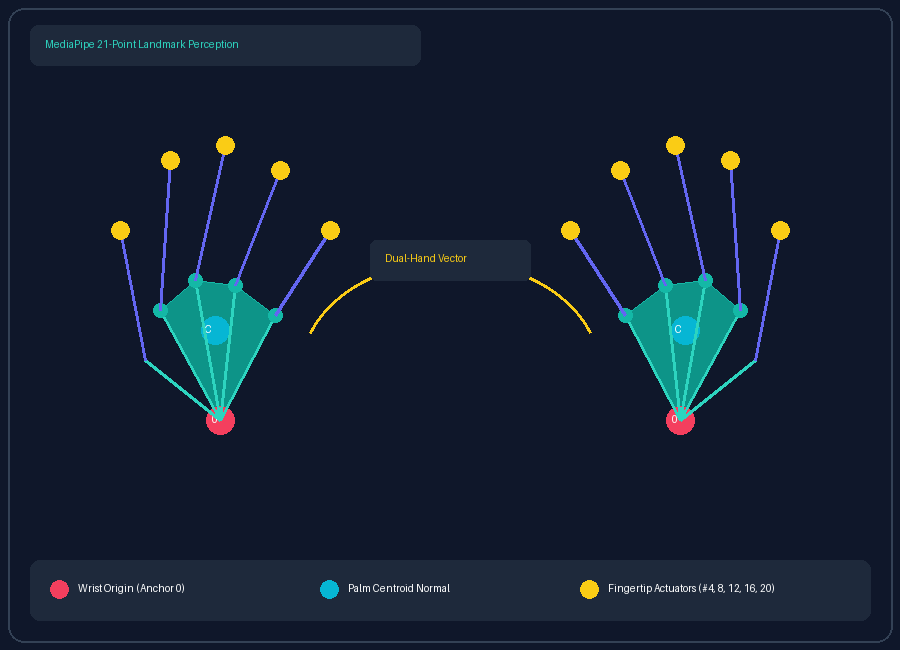 MediaPipe 21-Point Landmark Perception
Dual-Hand Vector
C
C
0
0
Wrist Origin (Anchor 0)
Palm Centroid Normal
Fingertip Actuators (#4, 8, 12, 16, 20)